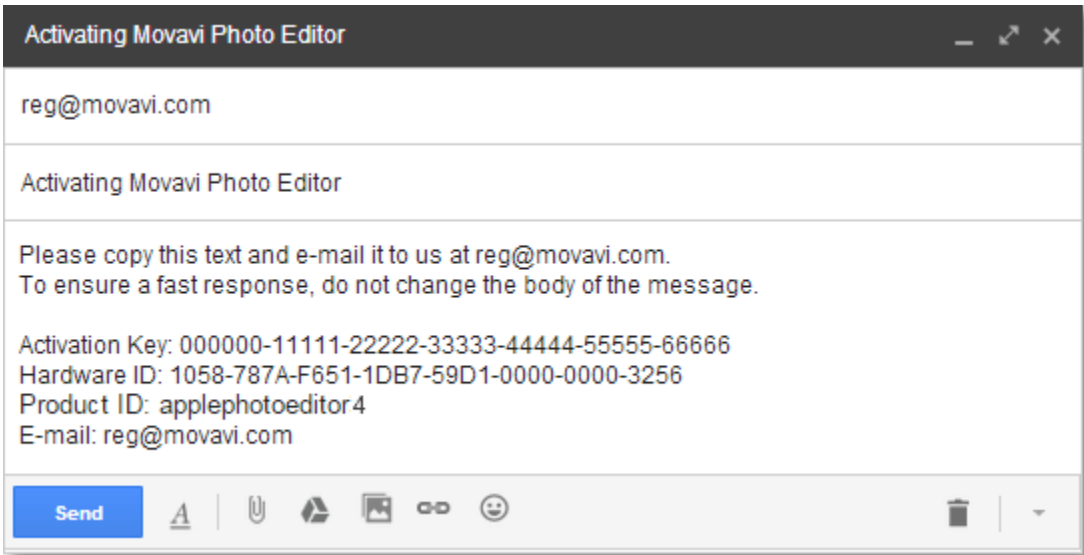 Activating Movavi Photo Editor
reg@movavi.com
Activating Movavi Photo Editor
Please copy this text and e-mail it to us at reg@movavi.com.
To ensure a fast response, do not change the body of the message.
Activation Key: 000000-11111-22222-33333-44444-55555-66666
Hardware ID: 1058-787A-F651-1DB7-59D1-0000-0000-3256
Product ID: applephotoeditor4
E-mail: reg@movavi.com
Send A